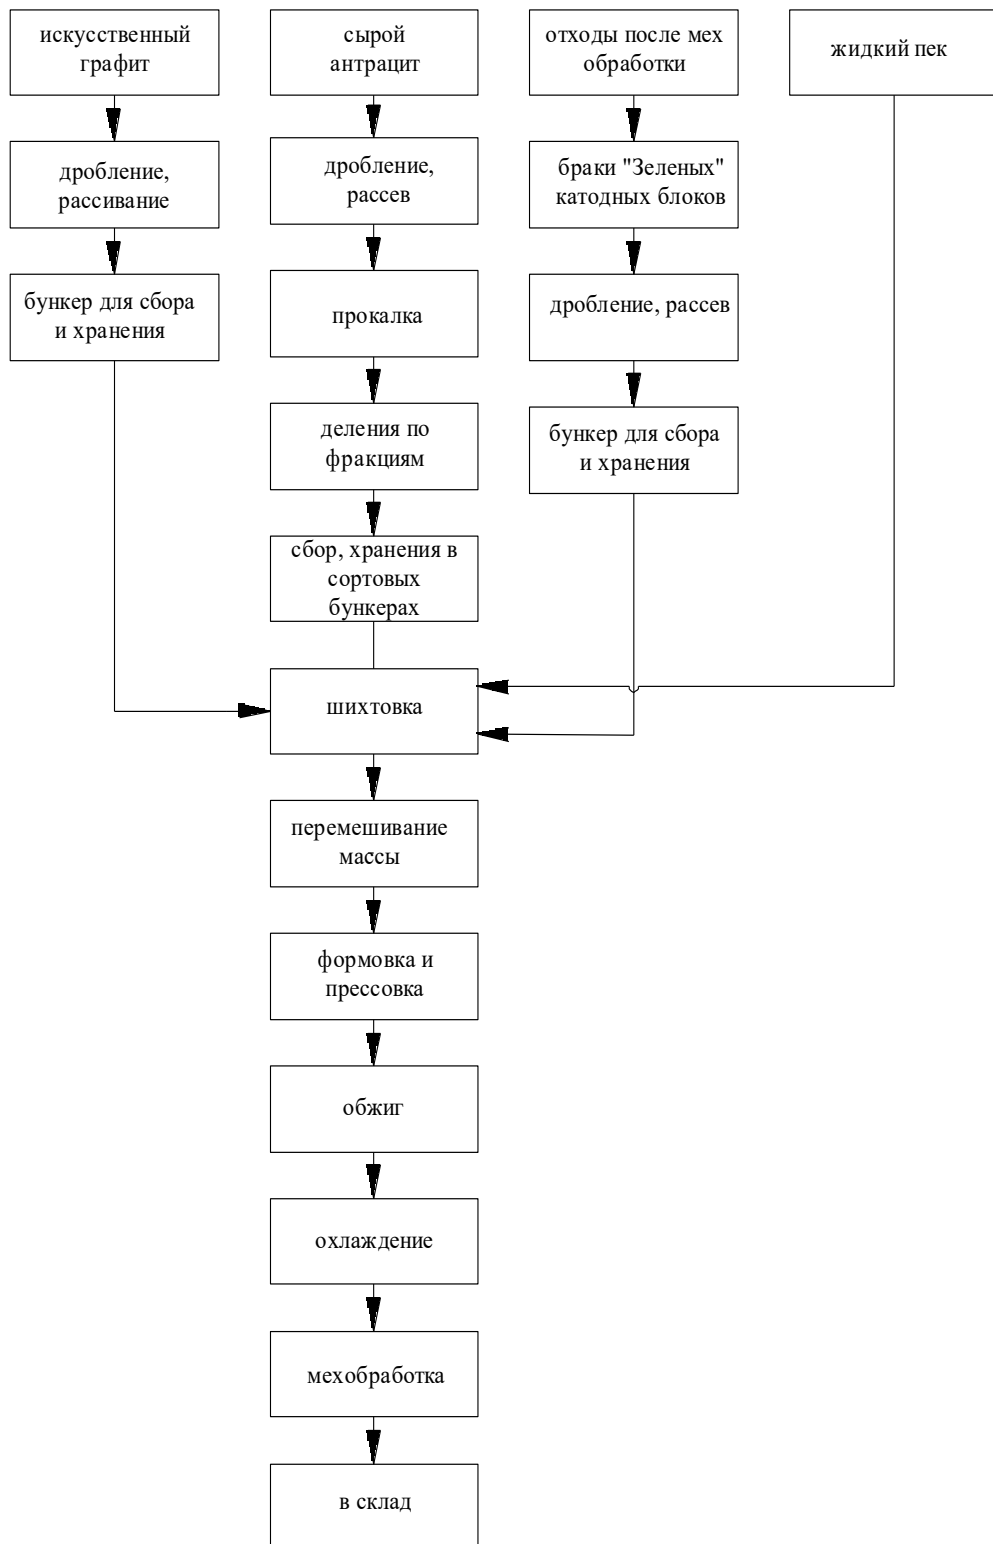 искусственный
графит
сырой
антрацит
отходы после мех
обработки
жидкий пек
дробление,
рассивание
дробление,
рассев
браки "Зеленых"
катодных блоков
бункер для сбора
и хранения
прокалка
дробление, рассев
деления по
фракциям
бункер для сбора
и хранения
сбор, хранения в
сортовых
бункерах
шихтовка
перемешивание
массы
формовка и
прессовка
обжиг
охлаждение
мехобработка
в склад